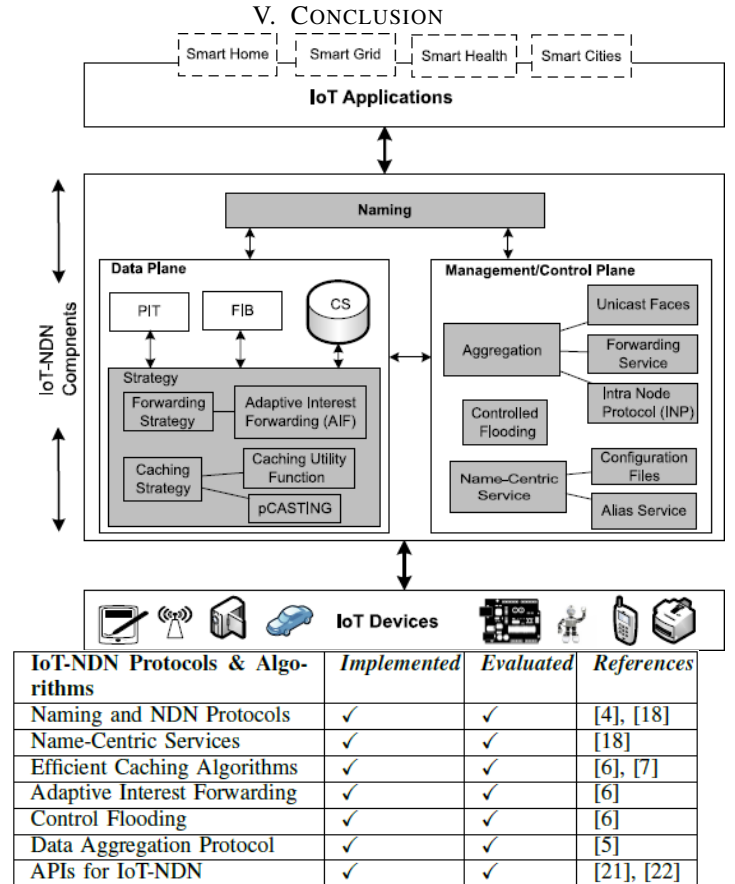 V. CONCLUSION
Smart Home
Smart Grid
Smart Health
Smart Cities
IoT Applications
IoT-NDN
Compnents
Naming
Data Plane
PIT
FIB
CS
Strategy
Forwarding
Strategy
Adaptive Interest
Forwarding (AIF)
Caching
Strategy
Caching Utility
Function
pCASTING
Management/Control Plane
Aggregation
Unicast Faces
Forwarding
Service
Intra Node
Protocol (INP)
Controlled
Flooding
Name-Centric
Service
Configuration
Files
Alias Service
IoT Devices
IoT-NDN Protocols & Algo-
rithms
Implemented Evaluated References
Naming and NDN Protocols ✓ ✓ [4], [18]
Name-Centric Services ✓ ✓ [18]
Efficient Caching Algorithms ✓ ✓ [6], [7]
Adaptive Interest Forwarding ✓ ✓ [6]
Control Flooding ✓ ✓ [6]
Data Aggregation Protocol ✓ ✓ [5]
APIs for IoT-NDN ✓ ✓ [21], [22]